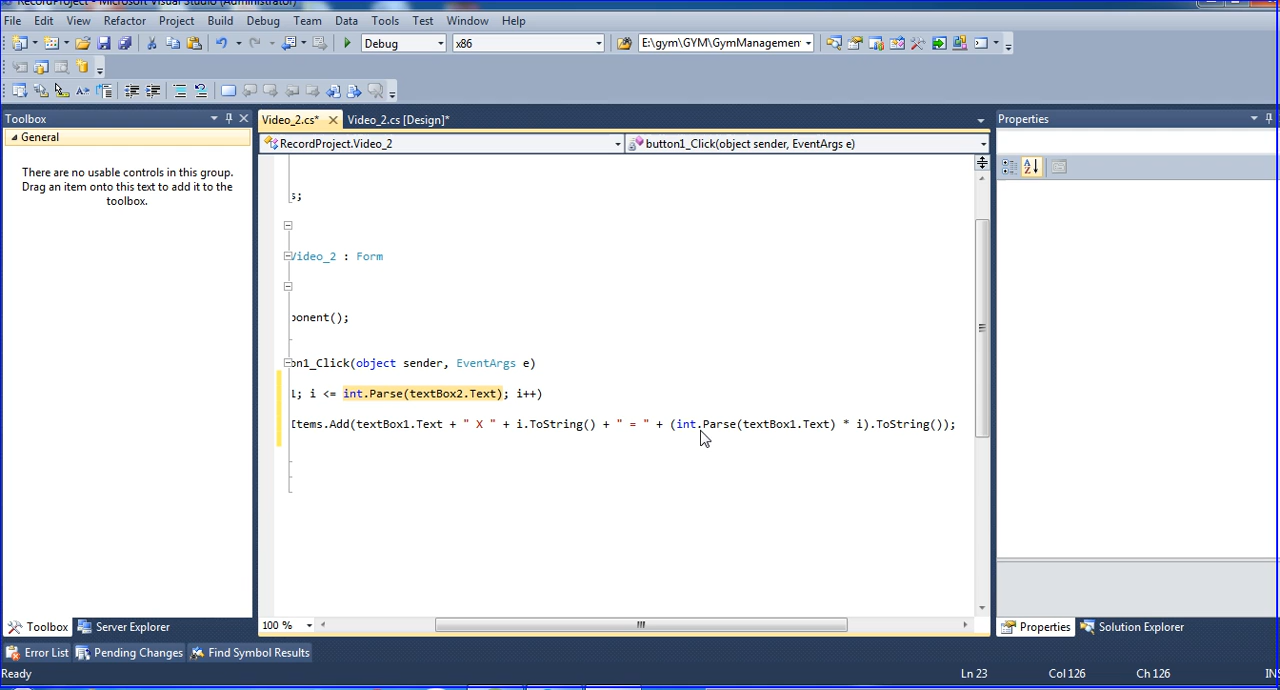 RecordProject - Microsoft Visual Studio (Administrator)
File Edit View Refactor Project Build Debug Team Data Tools Test Window Help
Debug x86 E:\gym\GYM\GymManagemen
Toolbox
General
There are no usable controls in this group.
Drag an item onto this text to add it to the
toolbox.
Video_2.cs* Video_2.cs [Design]*
RecordProject.Video_2 button1_Click(object sender, EventArgs e)
s;
Video_2 : Form
ponent();
on1_Click(object sender, EventArgs e)
1; i <= int.Parse(textBox2.Text); i++)
Items.Add(textBox1.Text + " X " + i.ToString() + " = " + (int.Parse(textBox1.Text) * i).ToString());
100 %
Properties
Toolbox Server Explorer
Properties Solution Explorer
Error List Pending Changes Find Symbol Results
Ready Ln 23 Col 126 Ch 126 INS